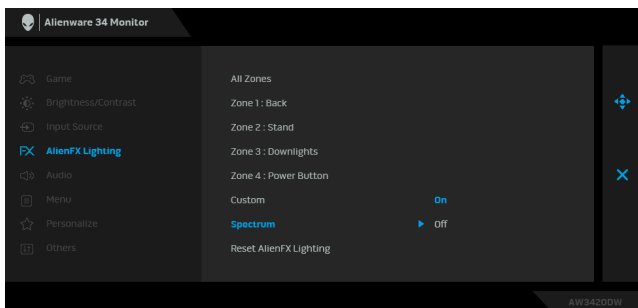 Alienware 34 Monitor
Game
Brightness/Contrast
Input Source
FX AlienFX Lighting
Audio
Menu
Personalize
Others
All Zones
Zone 1 : Back
Zone 2 : Stand
Zone 3 : Downlights
Zone 4 : Power Button
Custom On
Spectrum Off
Reset AlienFX Lighting
AW3420DW